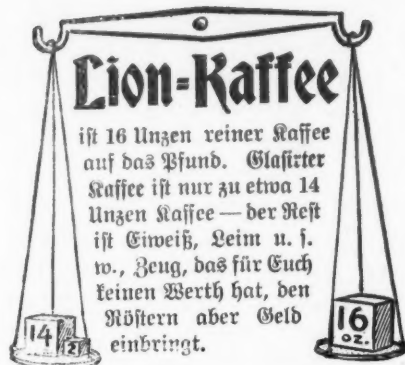 Lion=Kaffee
ist 16 Unzen reiner Kaffee
auf das Pfund. Glasirter
Kaffee ist nur zu etwa 14
Unzen Kaffee — der Rest
ist Eiweiß, Leim u. s.
w., Zeug, das für Euch
keinen Werth hat, den
Röstern aber Geld
einbringt.
14
2
16
OZ.